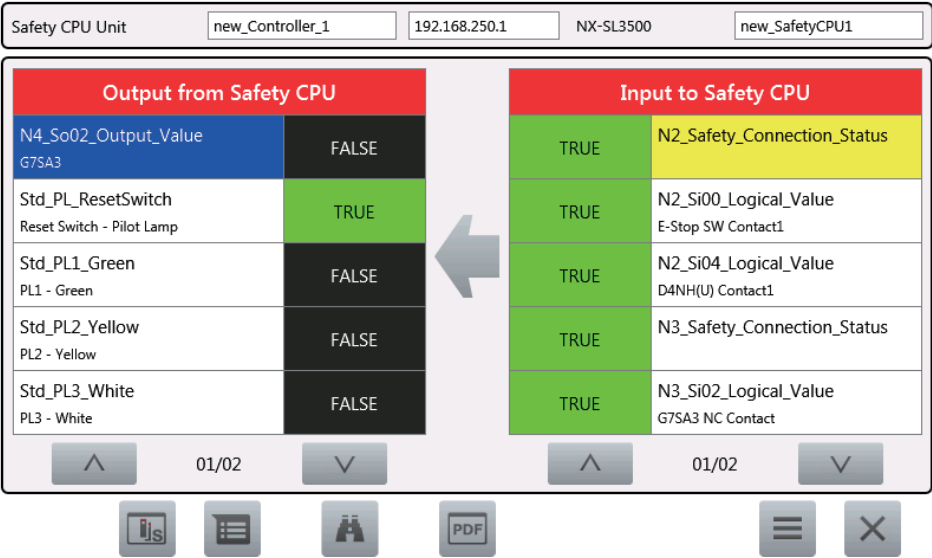 Safety CPU Unit new_Controller_1 192.168.250.1 NX-SL3500 new_SafetyCPU1
Output from Safety CPU
N4_So02_Output_Value
G7SA3
FALSE
Std_PL_ResetSwitch
Reset Switch - Pilot Lamp
TRUE
Std_PL1_Green
PL1 - Green
FALSE
Std_PL2_Yellow
PL2 - Yellow
FALSE
Std_PL3_White
PL3 - White
FALSE
01/02
Input to Safety CPU
TRUE
N2_Safety_Connection_Status
TRUE
N2_Si00_Logical_Value
E-Stop SW Contact1
TRUE
N2_Si04_Logical_Value
D4NH(U) Contact1
TRUE
N3_Safety_Connection_Status
TRUE
N3_Si02_Logical_Value
G7SA3 NC Contact
01/02
PDF